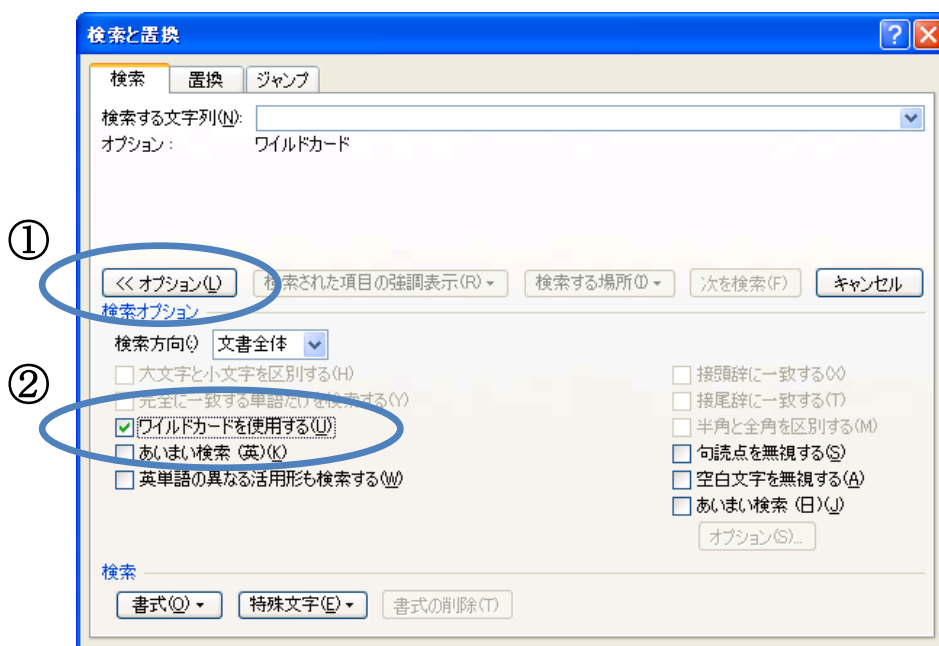 検索と置換
検索 置換 ジャンプ
検索する文字列(N):
オプション： ワイルドカード
①
<< オプション(L) 検索された項目の強調表示(R) 検索する場所(I) 次を検索(F) キャンセル
検索オプション
検索方向(:) 文書全体
②
大文字と小文字を区別する(H) 接頭辞に一致する(X)
完全に一致する単語だけを検索する(Y) 接尾辞に一致する(T)
ワイルドカードを使用する(U) 半角と全角を区別する(M)
あいまい検索 (英)(K) 句読点を無視する(S)
英単語の異なる活用形も検索する(W) 空白文字を無視する(A)
あいまい検索 (日)(J)
オプション(S)...
検索
書式(O) 特殊文字(E) 書式の削除(T)